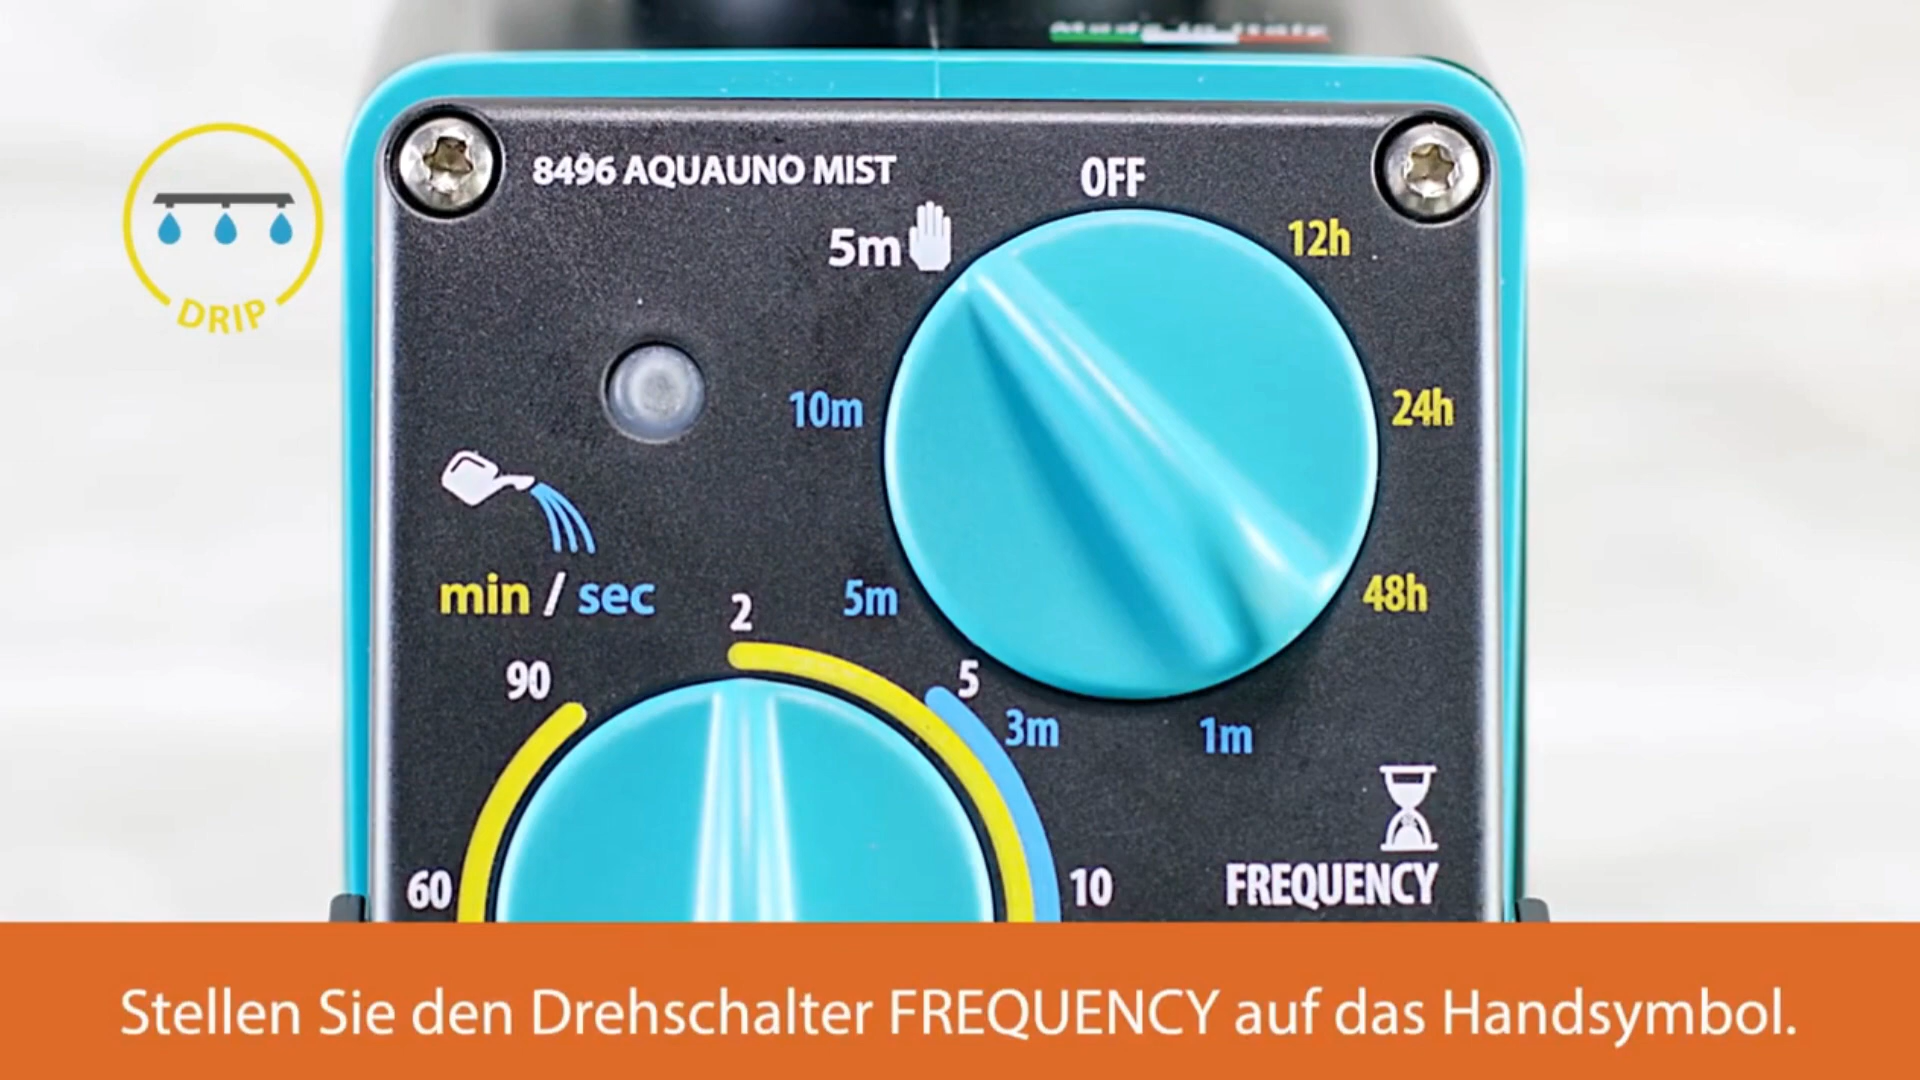 8496 AQUAUNO MIST
OFF
12h
5m
DRIP
10m
24h
min / sec
5m
48h
2
90
5
3m
1m
60
10
FREQUENCY
Stellen Sie den Drehschalter FREQUENCY auf das Handsymbol.